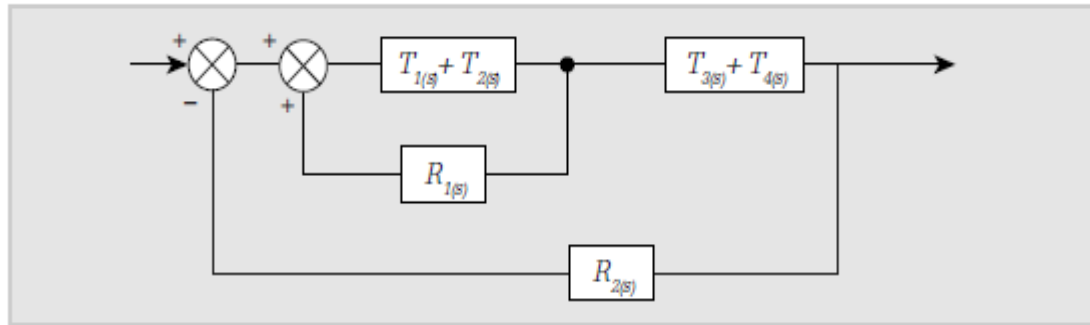 + +
T1(s) + T2(s) T3(s) + T4(s)
− +
R1(s)
R2(s)